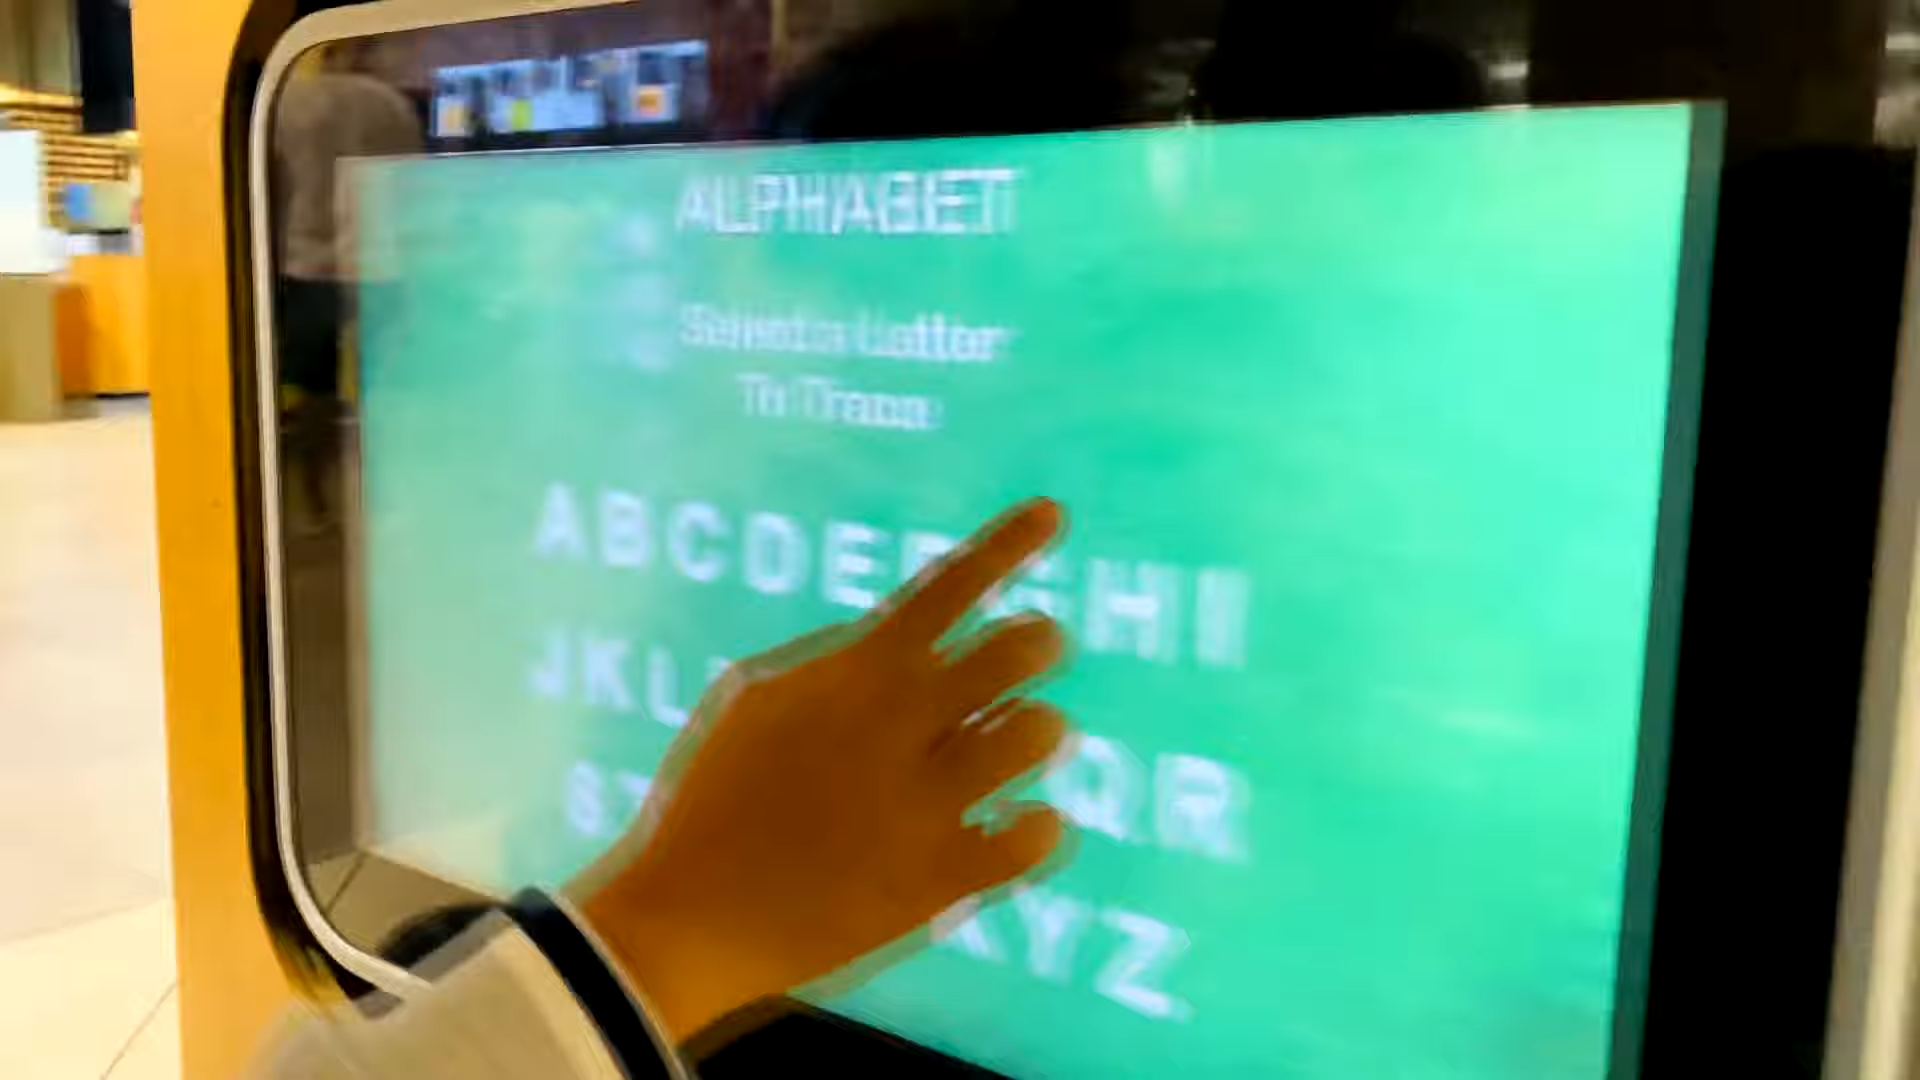 ALPHABET
Select a Letter
To Trace
A B C D E F G H I
J K L Q R
S T X Y Z